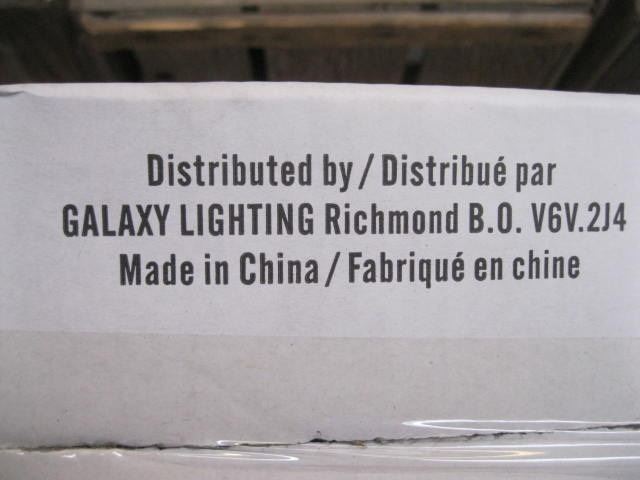 Distributed by / Distribué par
GALAXY LIGHTING Richmond B.O. V6V.2J4
Made in China / Fabriqué en chine